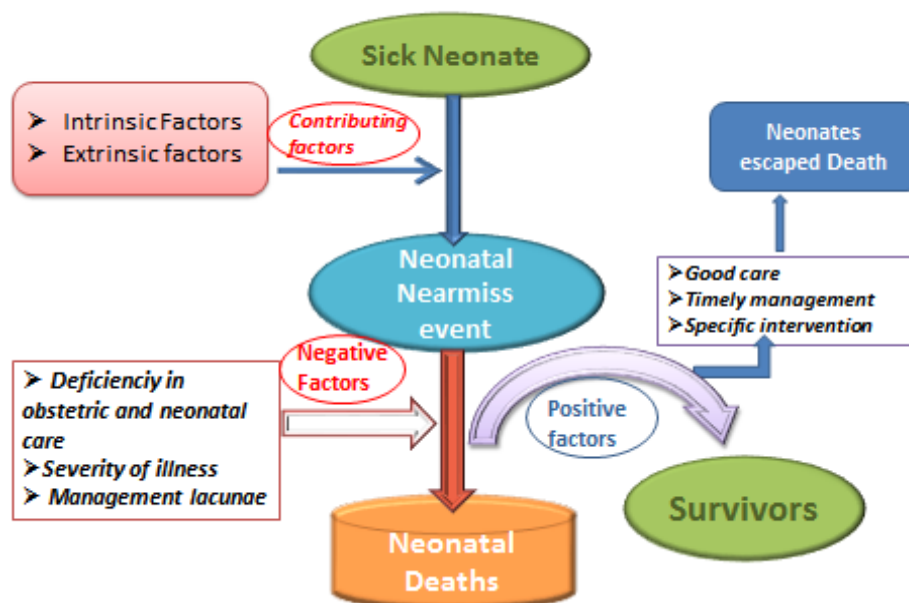 Sick Neonate
➤ Intrinsic Factors
➤ Extrinsic factors
Contributing
factors
Neonates
escaped Death
Neonatal
Nearmiss
event
➤Good care
➤Timely management
➤Specific intervention
Negative
Factors
➤ Deficienciy in
obstetric and neonatal
care
➤Severity of illness
➤ Management lacunae
Positive
factors
Survivors
Neonatal
Deaths